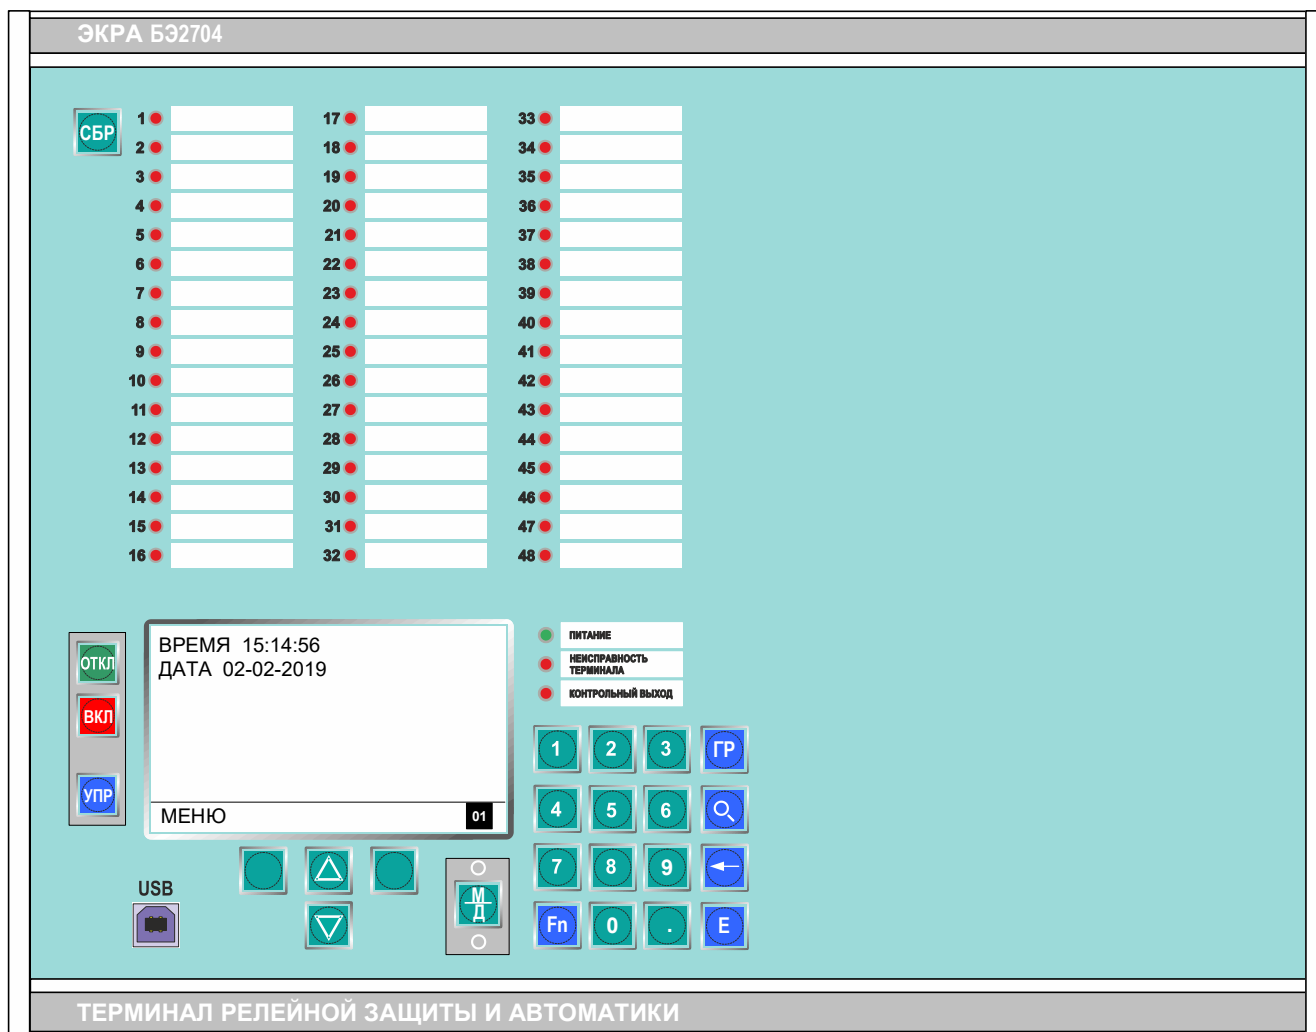 ЭКРА БЭ2704
СБР
1 17 33
2 18 34
3 19 35
4 20 36
5 21 37
6 22 38
7 23 39
8 24 40
9 25 41
10 26 42
11 27 43
12 28 44
13 29 45
14 30 46
15 31 47
16 32 48
ОТКЛ
ВКЛ
УПР
ВРЕМЯ 15:14:56
ДАТА 02-02-2019
МЕНЮ 01
ПИТАНИЕ
НЕИСПРАВНОСТЬ
ТЕРМИНАЛА
КОНТРОЛЬНЫЙ ВЫХОД
1 2 3 ГР
4 5 6
7 8 9
Fn 0 . E
USB
М
Д
ТЕРМИНАЛ РЕЛЕЙНОЙ ЗАЩИТЫ И АВТОМАТИКИ